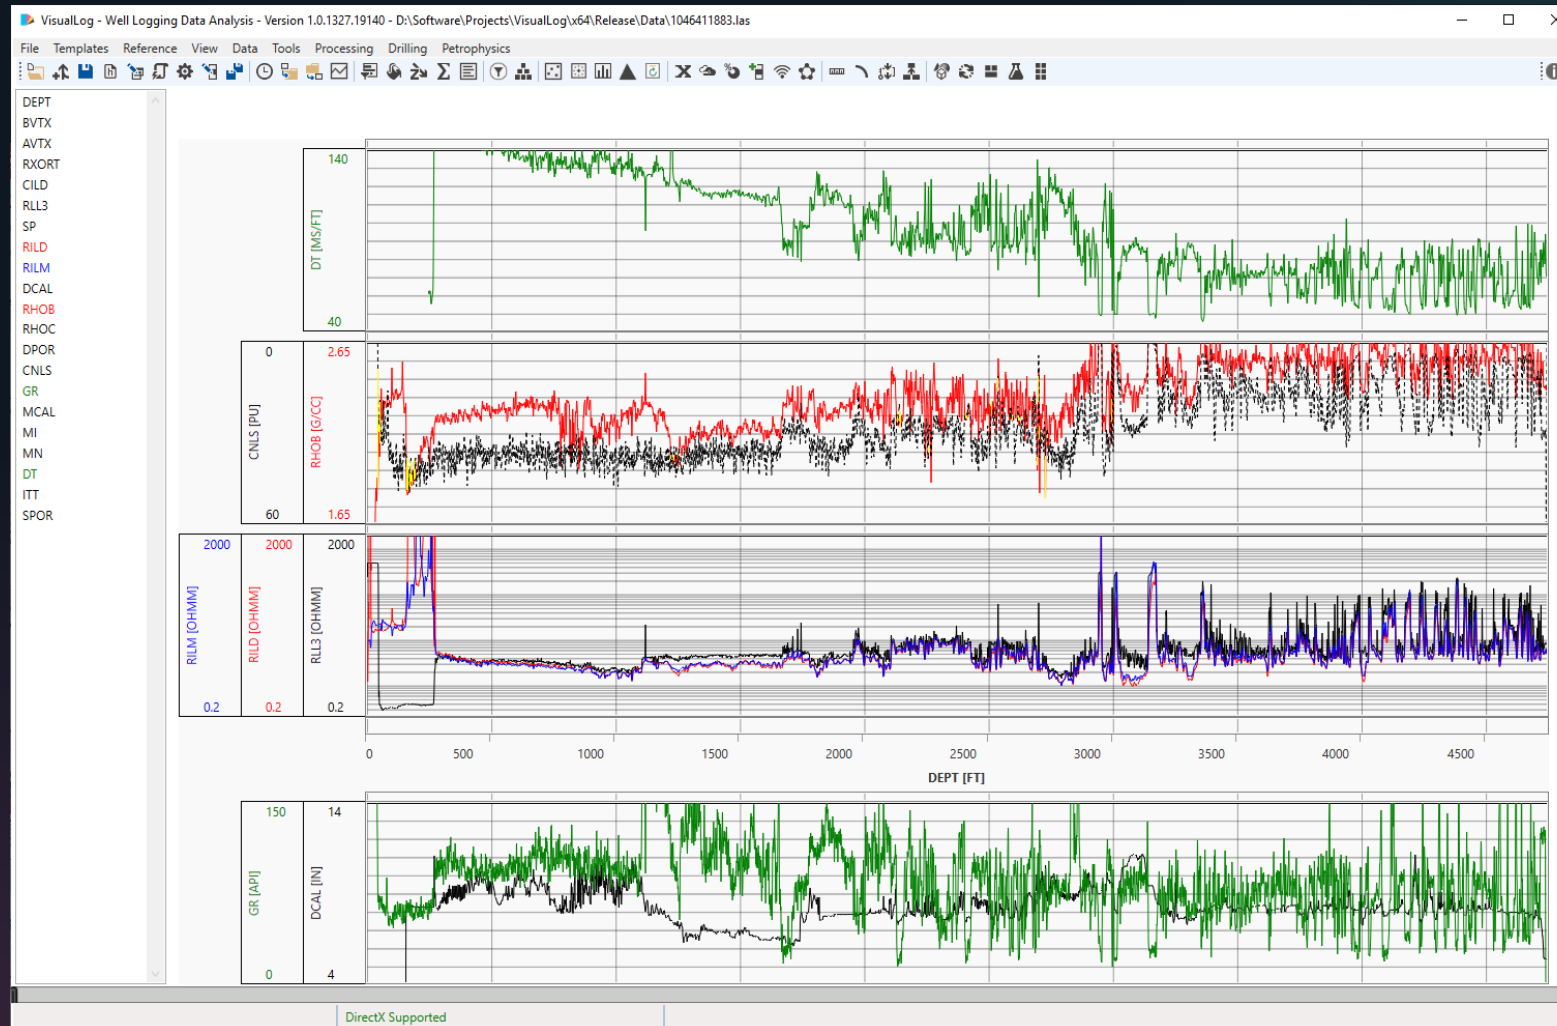 VisualLog - Well Logging Data Analysis - Version 1.0.1327.19140 - D:\Software\Projects\VisualLog\x64\Release\Data\1046411883.las
File Templates Reference View Data Tools Processing Drilling Petrophysics
DEPT
BVTX
AVTX
RXORT
CILD
RLL3
SP
RILD
RILM
DCAL
RHOB
RHOC
DPOR
CNLS
GR
MCAL
MI
MN
DT
ITT
SPOR
140
DT [MS/FT]
40
0 2.65
CNLS [PU] RHOB [G/CC]
60 1.65
2000 2000 2000
RILM [OHMM] RILD [OHMM] RLL3 [OHMM]
0.2 0.2 0.2
0 500 1000 1500 2000 2500 3000 3500 4000 4500
DEPT [FT]
150 14
GR [API] DCAL [IN]
0 4
DirectX Supported